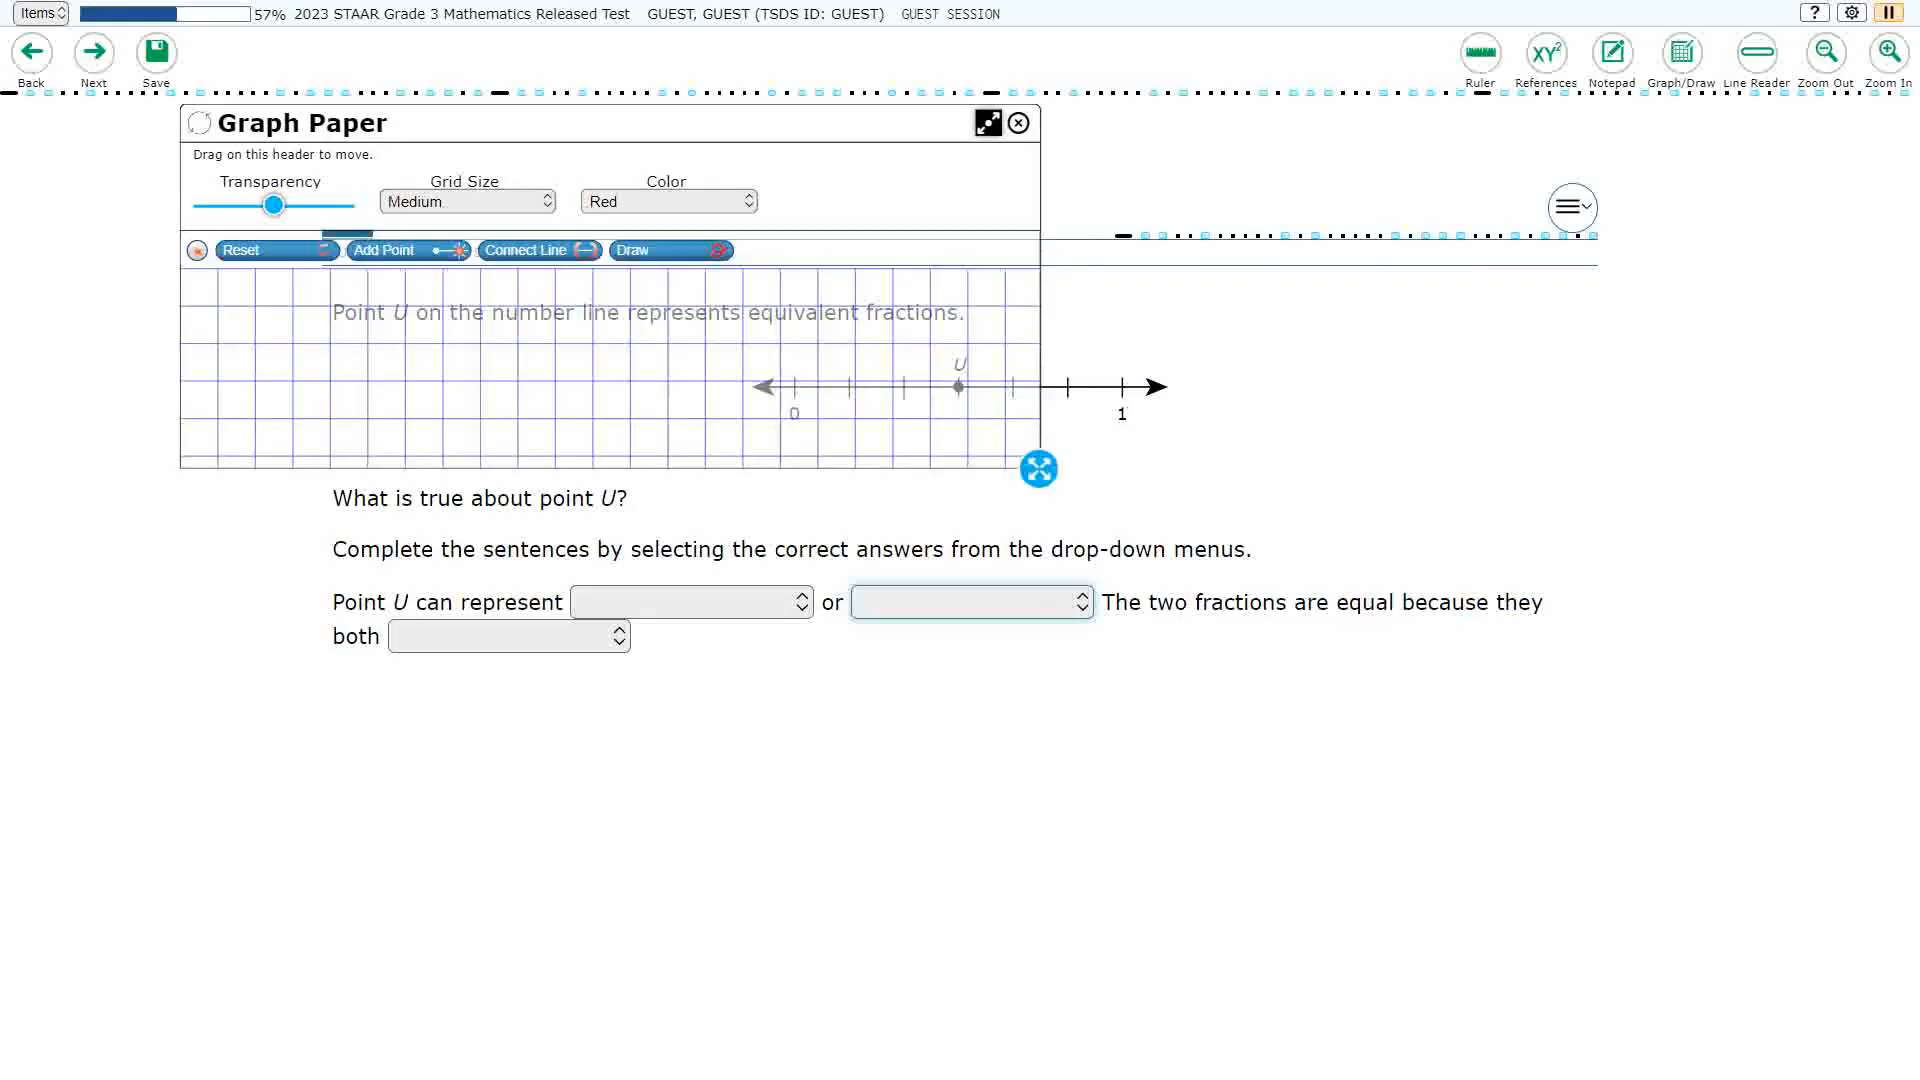 Items 57% 2023 STAAR Grade 3 Mathematics Released Test GUEST, GUEST (TSDS ID: GUEST) GUEST SESSION ?
Back Next Save XY² Ruler References Notepad Graph/Draw Line Reader Zoom Out Zoom In
Graph Paper
Drag on this header to move.
Transparency Grid Size Color
Medium Red
Reset Add Point Connect Line Draw
Point U on the number line represents equivalent fractions.
U
0 1
What is true about point U?
Complete the sentences by selecting the correct answers from the drop-down menus.
Point U can represent or The two fractions are equal because they
both